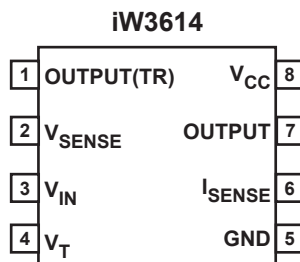 iW3614
1 OUTPUT(TR) V_CC 8
2 V_SENSE OUTPUT 7
3 V_IN I_SENSE 6
4 V_T GND 5